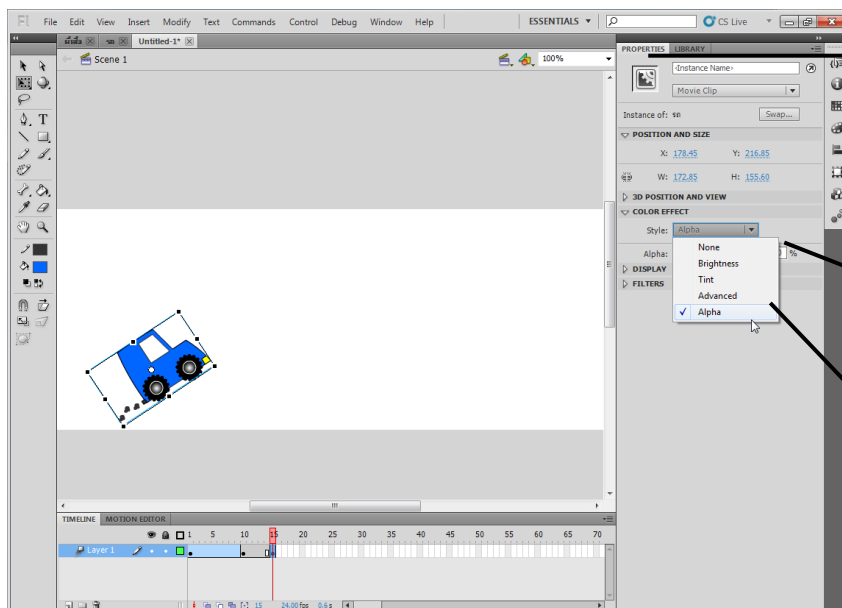 Fl File Edit View Insert Modify Text Commands Control Debug Window Help ESSENTIALS CS Live
Untitled-1*
Scene 1 100%
PROPERTIES LIBRARY
<Instance Name>
Movie Clip
Instance of: รถ Swap...
POSITION AND SIZE
X: 178.45 Y: 216.85
W: 172.85 H: 155.60
3D POSITION AND VIEW
COLOR EFFECT
Style: Alpha
Alpha: %
None
Brightness
Tint
Advanced
Alpha
DISPLAY
FILTERS
TIMELINE MOTION EDITOR
1 5 10 15 20 25 30 35 40 45 50 55 60 65 70
Layer 1
15 24.00 fps 0.6 s